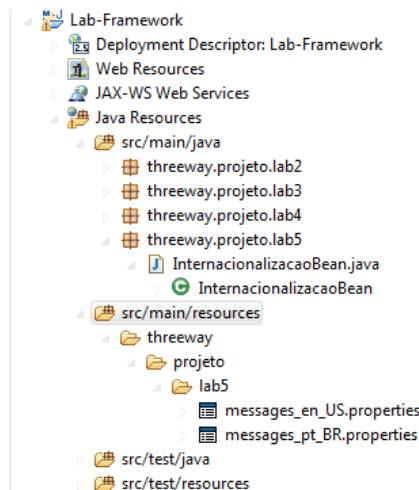 Lab-Framework
Deployment Descriptor: Lab-Framework
Web Resources
JAX-WS Web Services
Java Resources
src/main/java
threeway.projeto.lab2
threeway.projeto.lab3
threeway.projeto.lab4
threeway.projeto.lab5
InternacionalizacaoBean.java
InternacionalizacaoBean
src/main/resources
threeway
projeto
lab5
messages_en_US.properties
messages_pt_BR.properties
src/test/java
src/test/resources